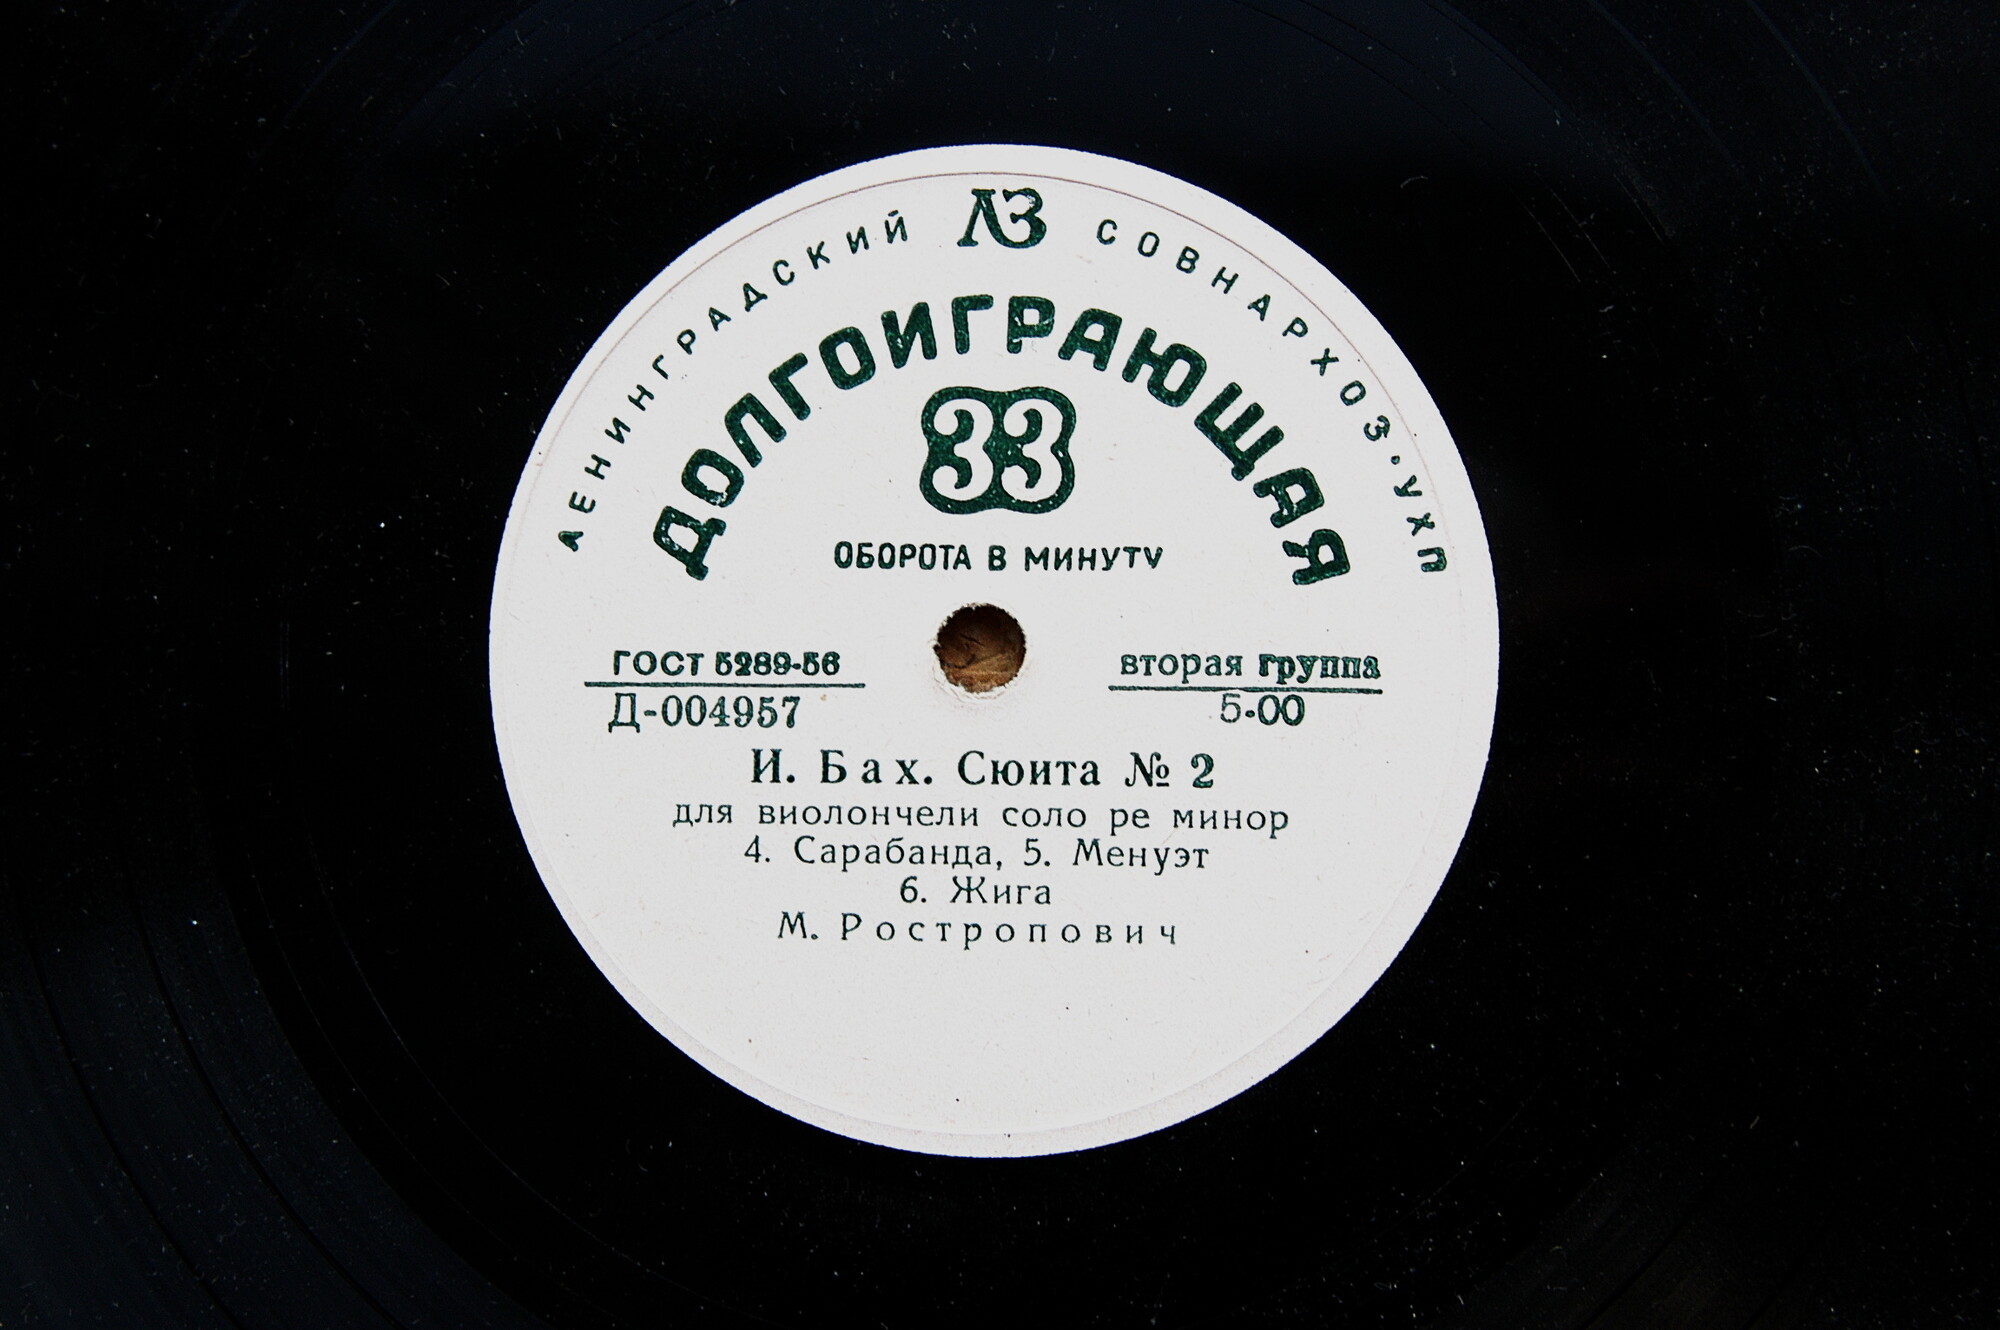 ЛЕНИНГРАДСКИЙ ЛЗ СОВНАРХОЗ·УХП
ДОЛГОИГРАЮЩАЯ
33
ОБОРОТА В МИНУТУ
ГОСТ 5289-56
Д-004957
вторая группа
5-00
И. Бах. Сюита № 2
для виолончели соло ре минор
4. Сарабанда, 5. Менуэт
6. Жига
М. Ростропович